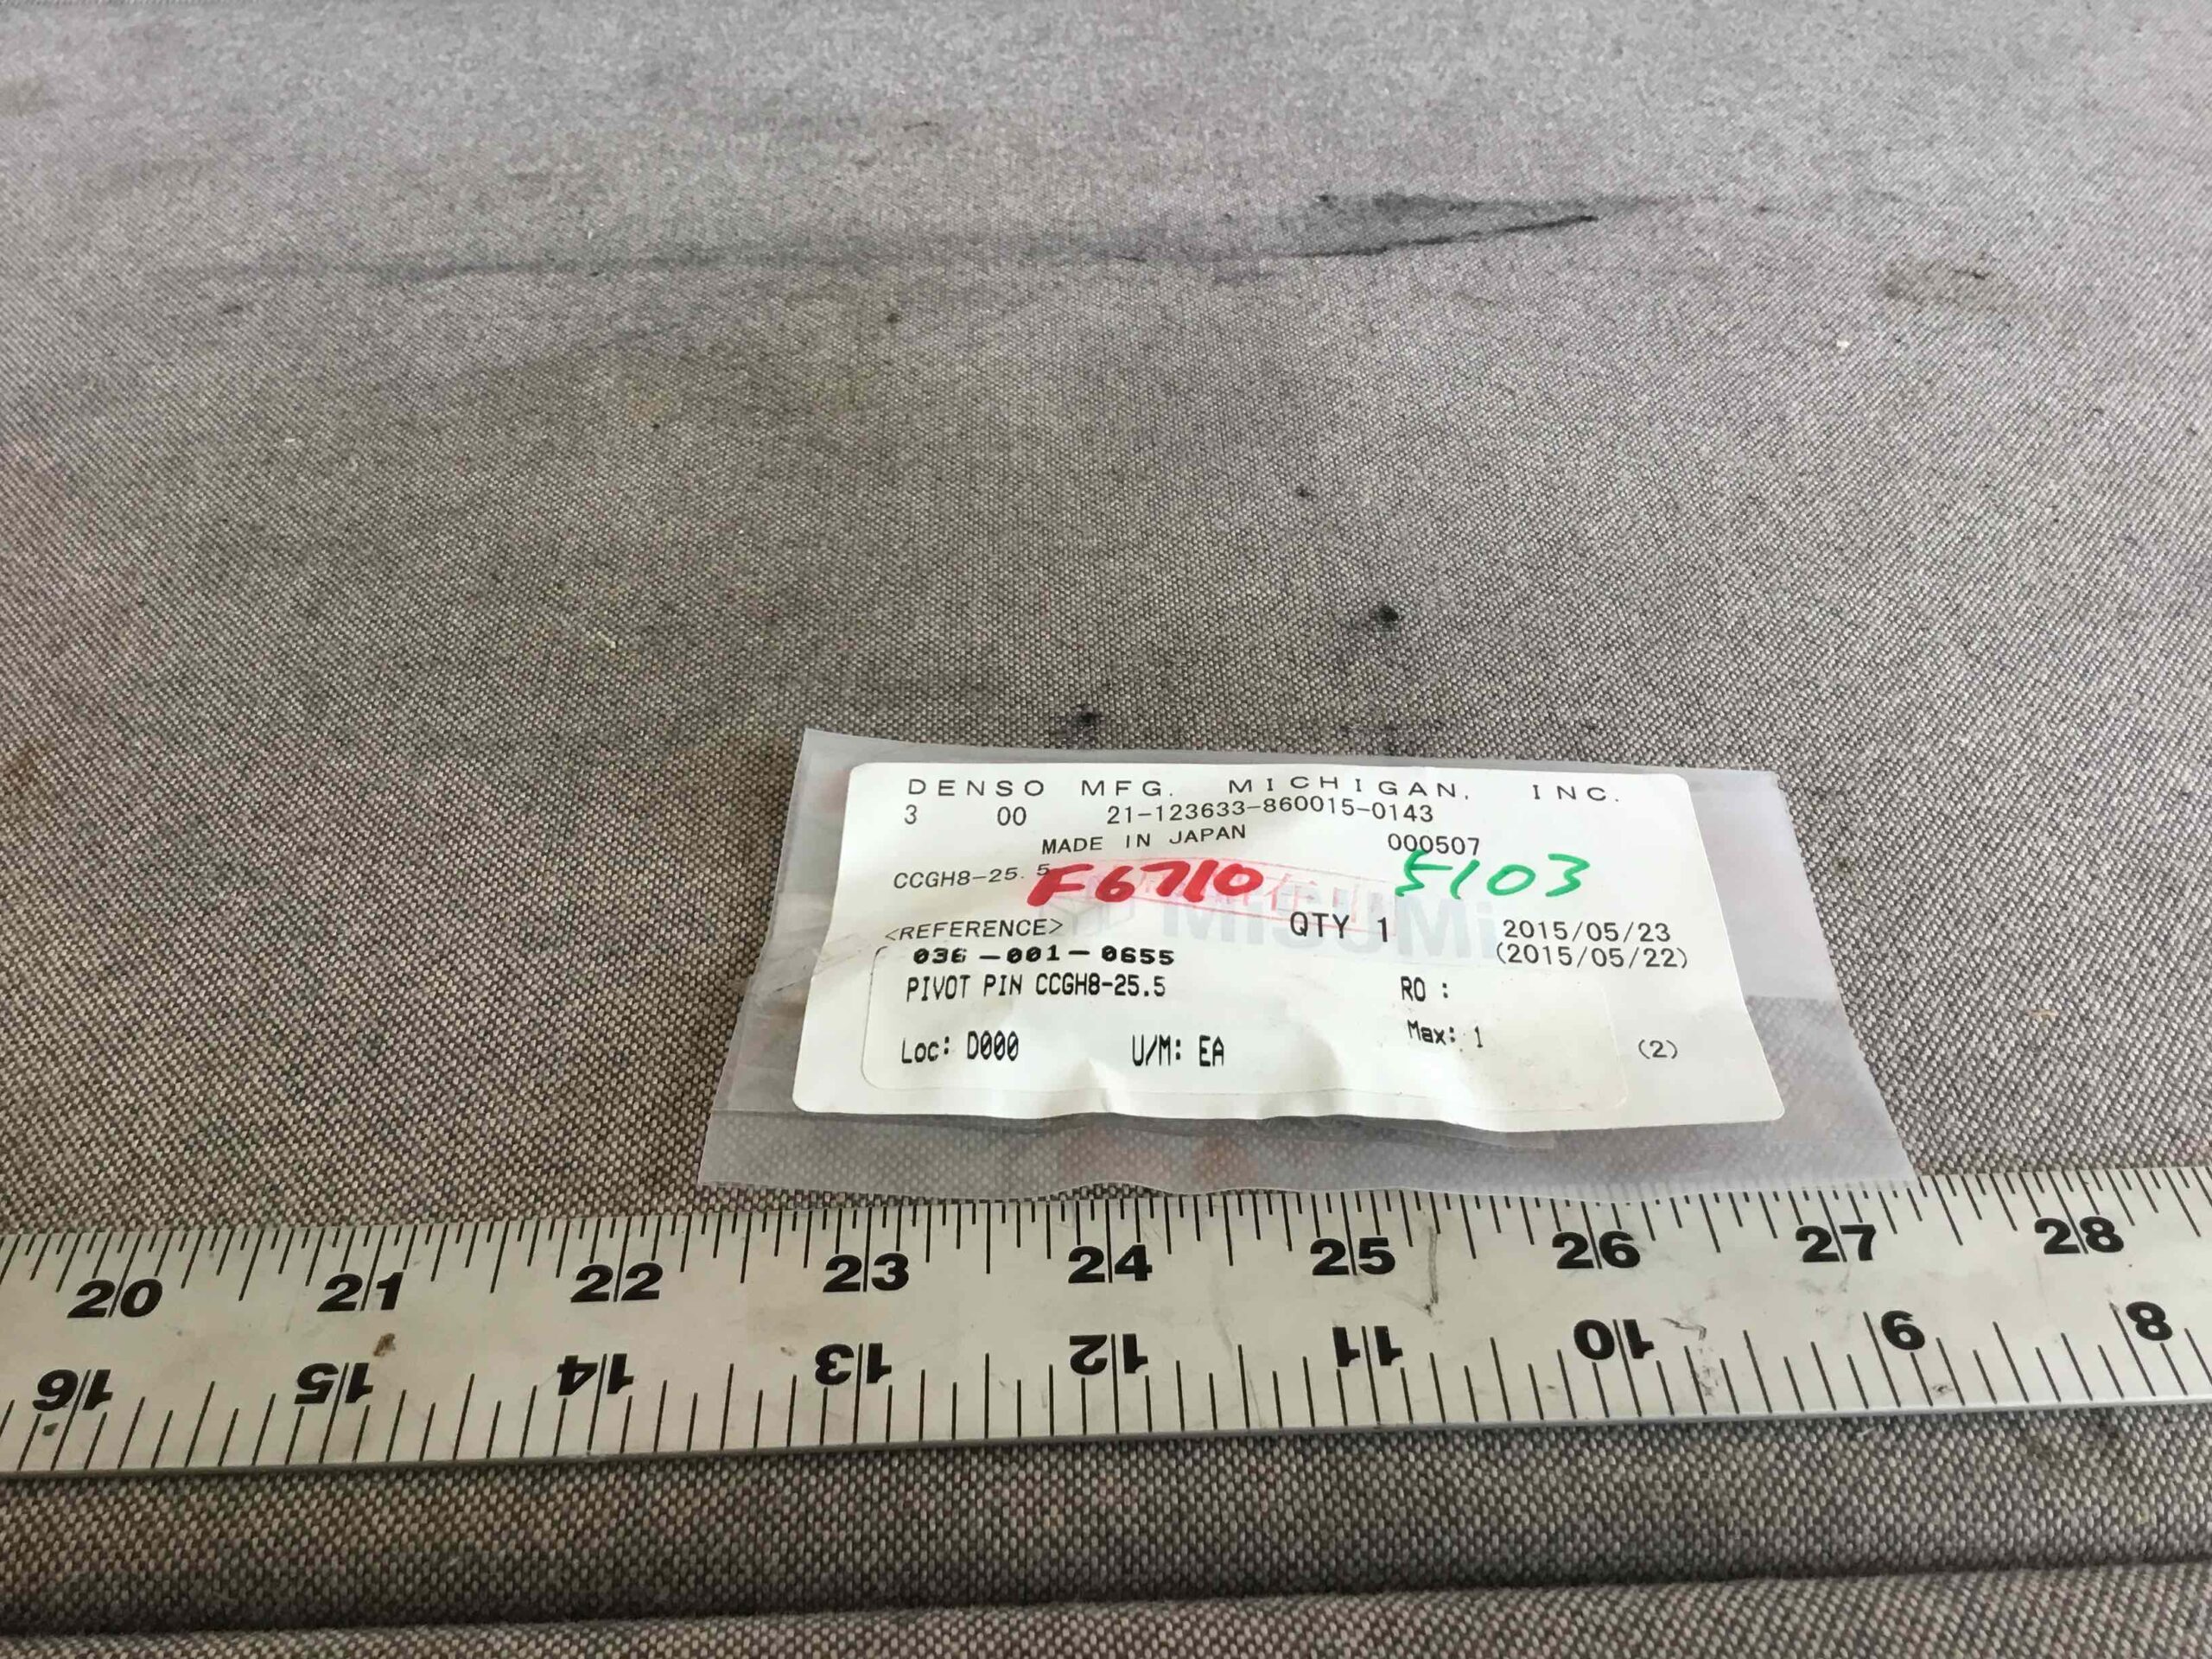 DENSO MFG. MICHIGAN, INC.
3 00 21-123633-860015-0143
MADE IN JAPAN 000507
CCGH8-25.5 F6710 5103
MiSUMi
<REFERENCE> QTY 1 2015/05/23
036-001-0655 (2015/05/22)
PIVOT PIN CCGH8-25.5 RO :
Max: 1
Loc: D000 U/M: EA (2)
20 21 22 23 24 25 26 27 28
16 15 14 13 12 11 10 9 8